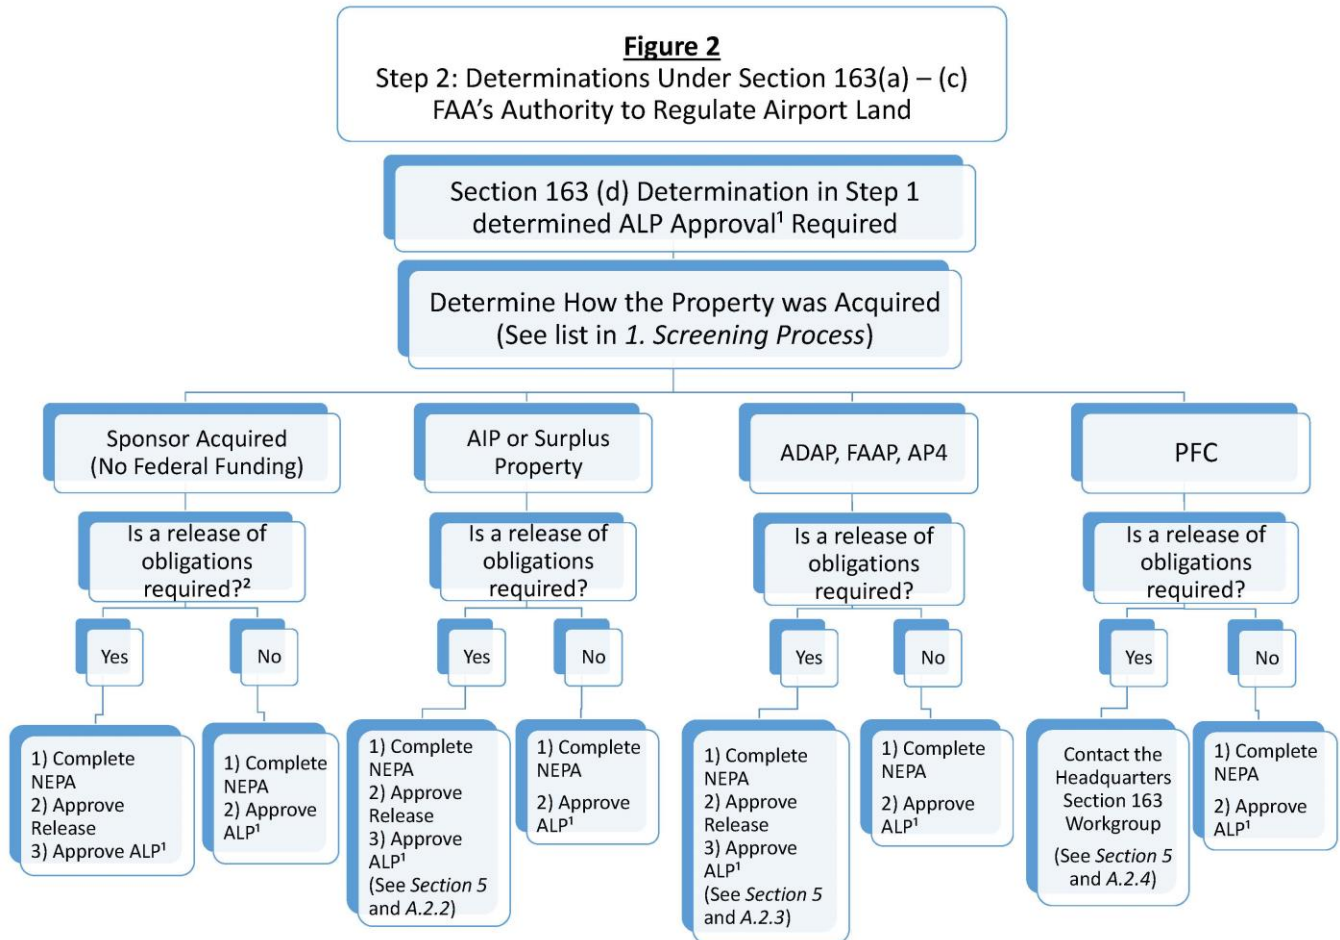 Figure 2
Step 2: Determinations Under Section 163(a) – (c)
FAA's Authority to Regulate Airport Land
Section 163 (d) Determination in Step 1
determined ALP Approval¹ Required
Determine How the Property was Acquired
(See list in 1. Screening Process)
Sponsor Acquired
(No Federal Funding)
AIP or Surplus
Property
ADAP, FAAP, AP4
PFC
Is a release of
obligations
required?²
Is a release of
obligations
required?
Is a release of
obligations
required?
Is a release of
obligations
required?
Yes
No
Yes
No
Yes
No
Yes
No
1) Complete
NEPA
2) Approve
Release
3) Approve ALP¹
1) Complete
NEPA
2) Approve
ALP¹
1) Complete
NEPA
2) Approve
Release
3) Approve
ALP¹
(See Section 5
and A.2.2)
1) Complete
NEPA
2) Approve
ALP¹
1) Complete
NEPA
2) Approve
Release
3) Approve
ALP¹
(See Section 5
and A.2.3)
1) Complete
NEPA
2) Approve
ALP¹
Contact the
Headquarters
Section 163
Workgroup
(See Section 5
and A.2.4)
1) Complete
NEPA
2) Approve
ALP¹